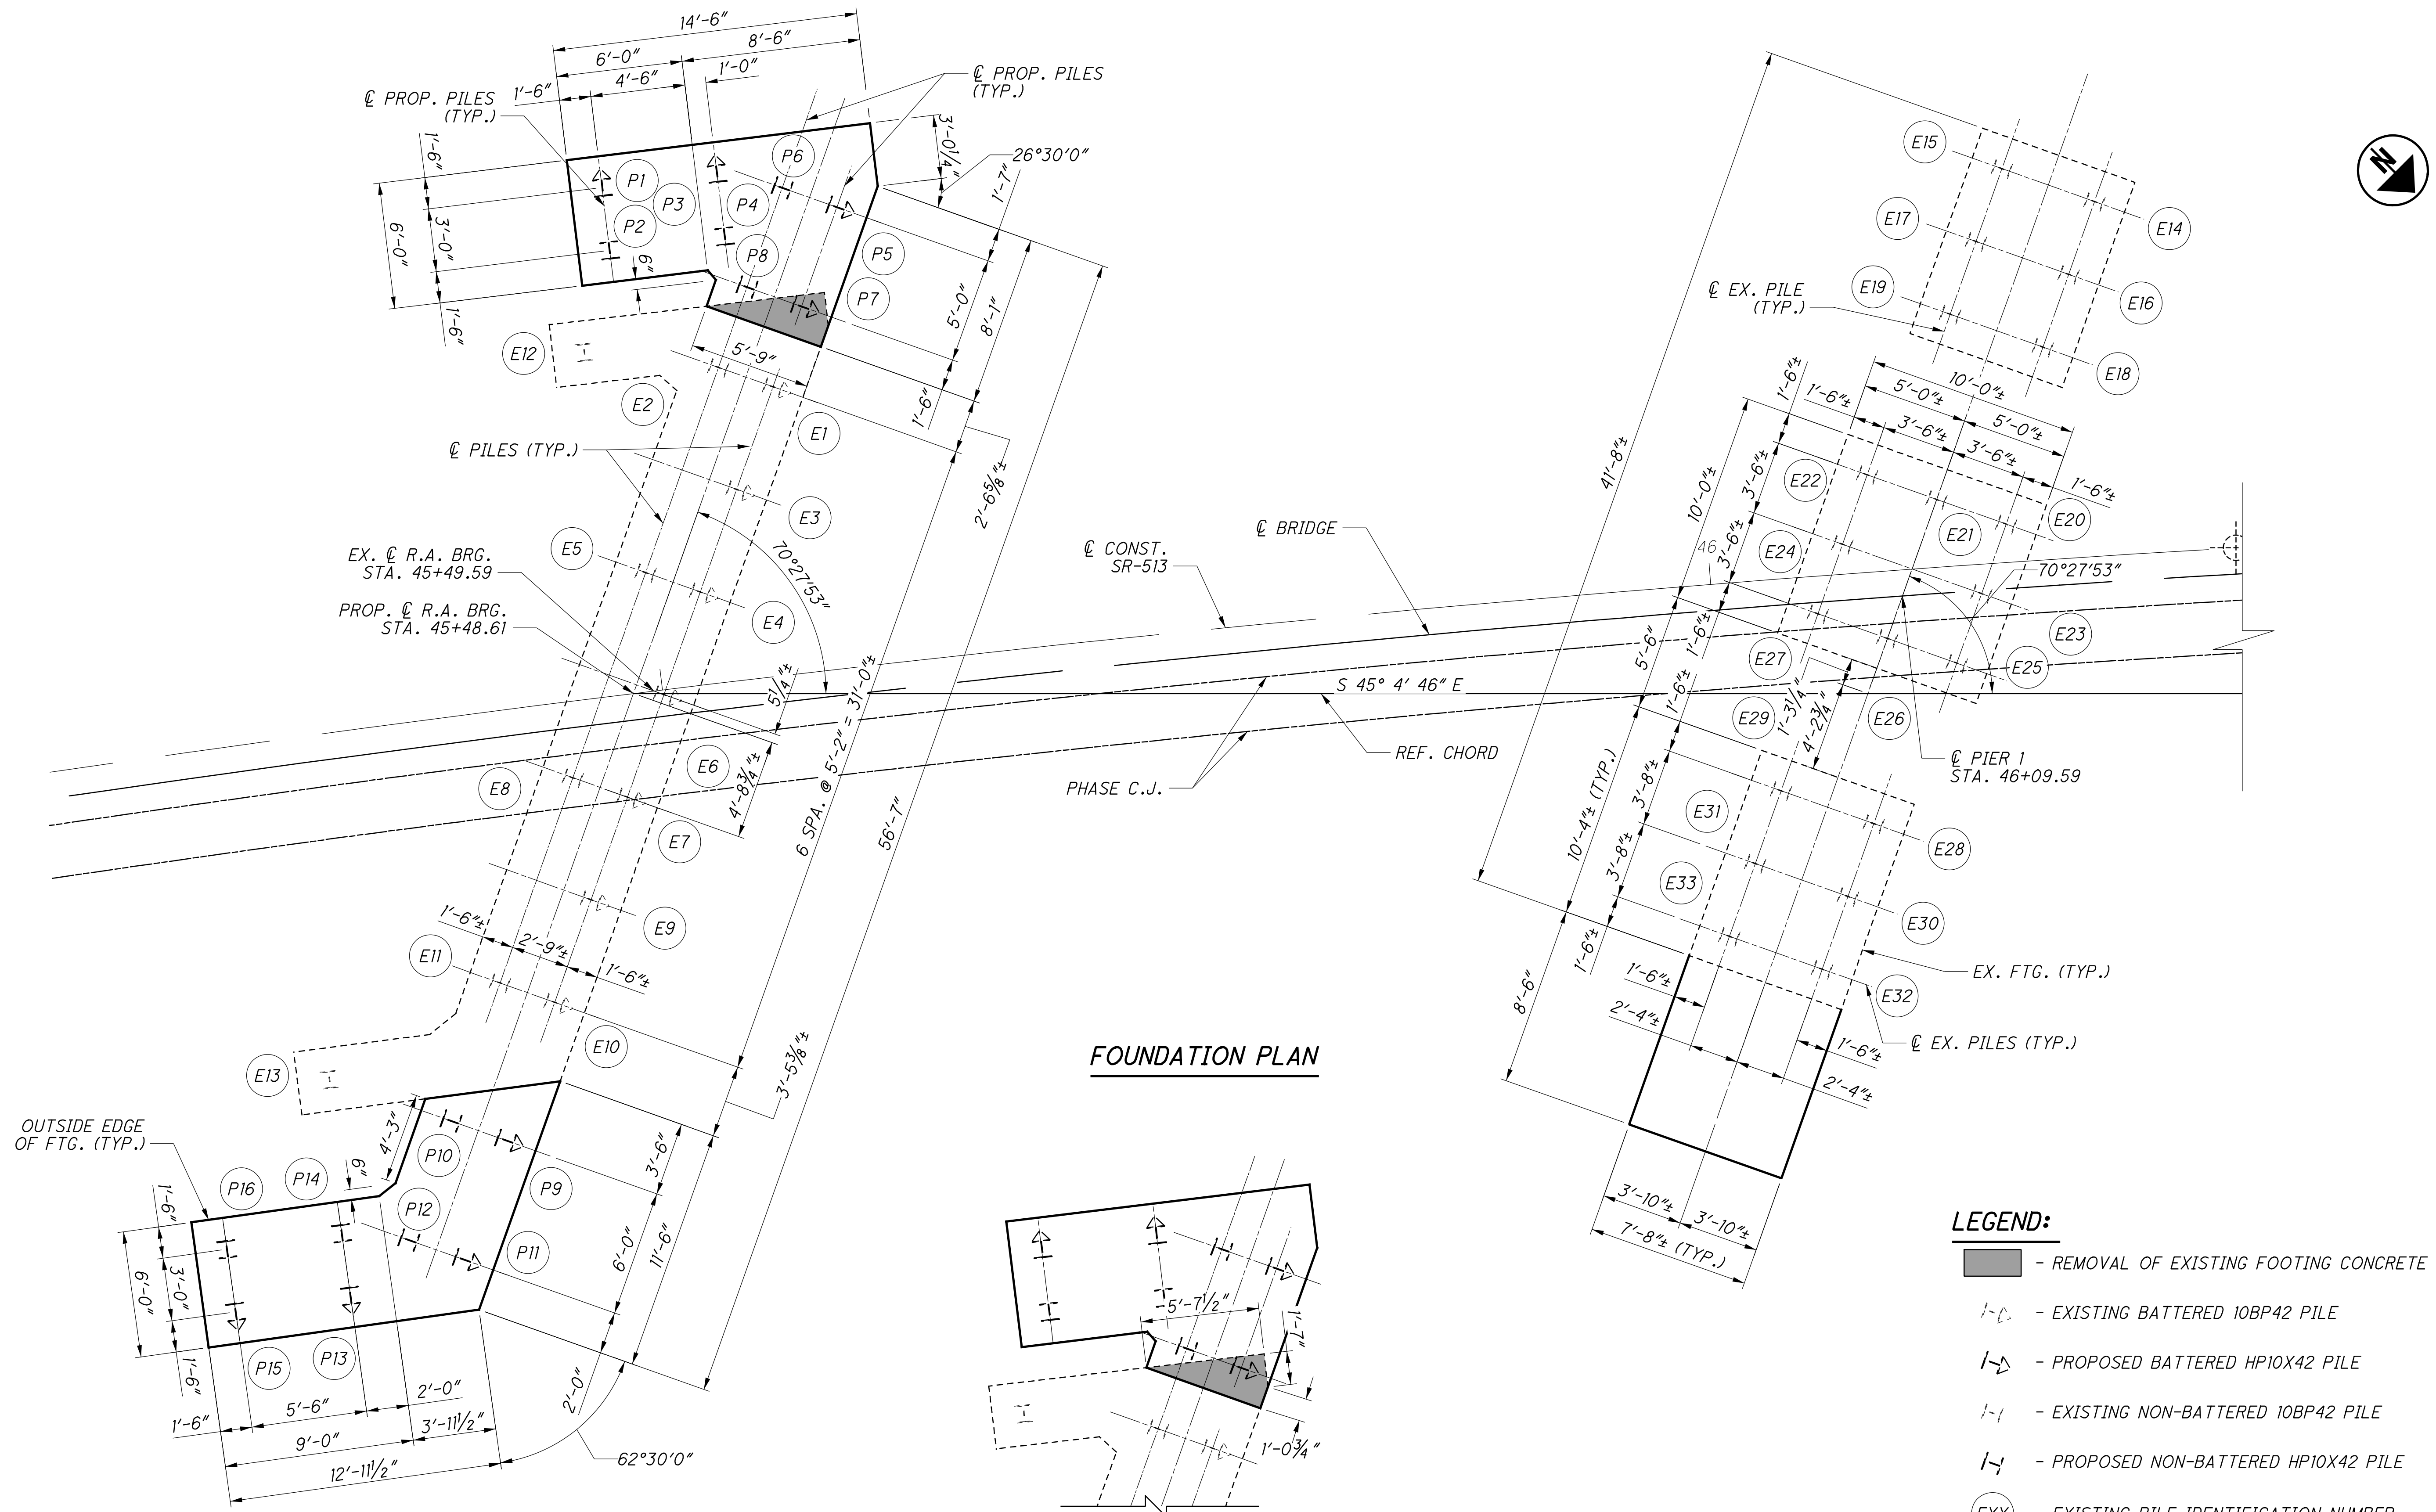 14'-6"
6'-0"
8'-6"
1'-6"
4'-6"
1'-0"
℄ PROP. PILES
(TYP.)
℄ PROP. PILES
(TYP.)
1'-6"
3'-0"
1'-6"
6'-0"
P1
P2
P3
P4
P5
P6
P7
P8
3'-0¼"
26°30'0"
1'-7"
5'-0"
8'-1"
1'-6"
6"
5'-9"
E12
E2
E1
℄ PILES (TYP.)
E3
E5
E4
2'-6⅝"±
70°27'53"
EX. ℄ R.A. BRG.
STA. 45+49.59
PROP. ℄ R.A. BRG.
STA. 45+48.61
5¼"±
4'-8¾"±
6 SPA. @ 5'-2" = 31'-0"±
56'-7"
E6
E8
E7
E9
1'-6"±
2'-9"±
1'-6"±
E11
E10
E13
3'-5⅜"±
OUTSIDE EDGE
OF FTG. (TYP.)
4'-3"
6"
P10
P9
P14
P16
P12
P11
P15
P13
3'-6"
6'-0"
11'-6"
2'-0"
1'-6"
3'-0"
1'-6"
6'-0"
1'-6"
5'-6"
2'-0"
9'-0"
3'-11½"
12'-11½"
62°30'0"
℄ CONST.
SR-513
℄ BRIDGE
46
S 45° 4' 46" E
REF. CHORD
PHASE C.J.
E15
E14
E17
E16
E19
E18
℄ EX. PILE
(TYP.)
41'-8"±
10'-0"±
1'-6"±
3'-6"±
3'-6"±
1'-6"±
10'-0"±
5'-0"±
5'-0"±
1'-6"±
3'-6"±
3'-6"±
1'-6"±
E22
E20
E21
E24
E23
E27
E25
E26
70°27'53"
5'-6"
1'-3¼"
4'-2¾"
℄ PIER 1
STA. 46+09.59
E29
E31
E28
E33
E30
E32
1'-6"±
3'-8"±
3'-8"±
1'-6"±
10'-4"± (TYP.)
8'-6"
EX. FTG. (TYP.)
℄ EX. PILES (TYP.)
1'-6"±
2'-4"±
1'-6"±
2'-4"±
3'-10"±
3'-10"±
7'-8"± (TYP.)
FOUNDATION PLAN
5'-7½"
1'-7"
1'-0¾"
N
LEGEND:
- REMOVAL OF EXISTING FOOTING CONCRETE
- EXISTING BATTERED 10BP42 PILE
- PROPOSED BATTERED HP10X42 PILE
- EXISTING NON-BATTERED 10BP42 PILE
- PROPOSED NON-BATTERED HP10X42 PILE
EXX - EXISTING PILE IDENTIFICATION NUMBER